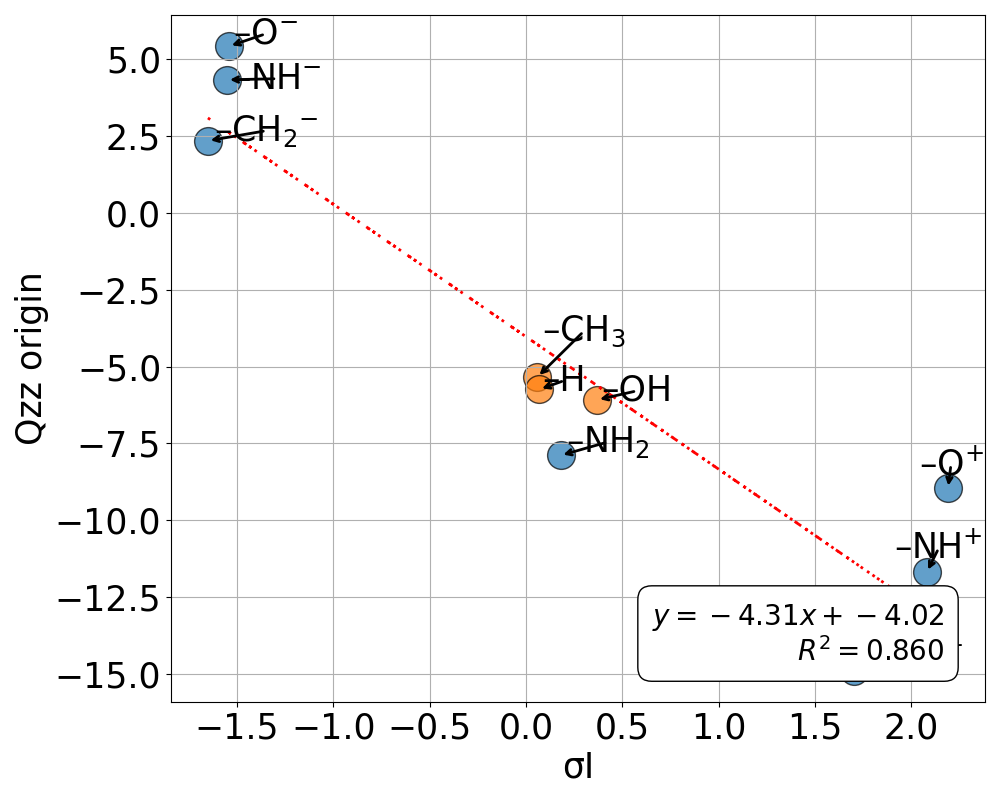 –O⁻
NH⁻
–CH₂⁻
–CH₃
–H
–OH
–NH₂
–O⁺
–NH⁺
y = −4.31x + −4.02
R² = 0.860
5.0
2.5
0.0
−2.5
−5.0
−7.5
−10.0
−12.5
−15.0
Qzz origin
−1.5 −1.0 −0.5 0.0 0.5 1.0 1.5 2.0
σI